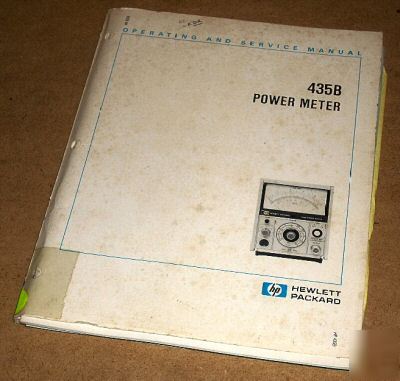 OPERATING AND SERVICE MANUAL
435B
POWER METER
hp
HEWLETT
PACKARD